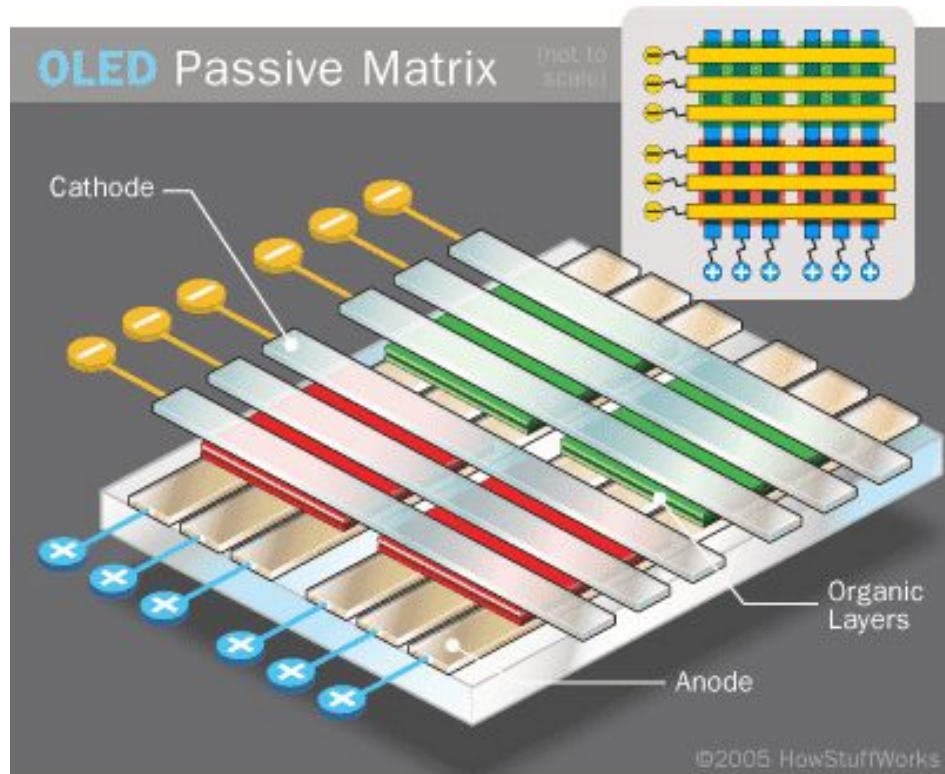 OLED Passive Matrix
(not to
scale)
Cathode
Organic
Layers
Anode
©2005 HowStuffWorks